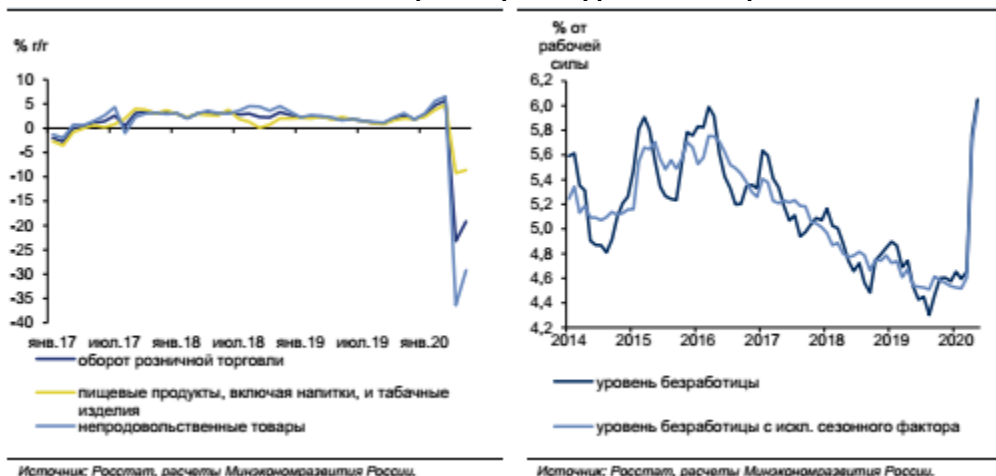 % г/г
10
5
0
-5
-10
-15
-20
-25
-30
-35
-40
янв.17 июл.17 янв.18 июл.18 янв.19 июл.19 янв.20
оборот розничной торговли
пищевые продукты, включая напитки, и табачные
изделия
непродовольственные товары
Источник: Росстат, расчеты Минэкономразвития России.
% от
рабочей
силы
6,2
6,0
5,8
5,6
5,4
5,2
5,0
4,8
4,6
4,4
4,2
2014 2015 2016 2017 2018 2019 2020
уровень безработицы
уровень безработицы с искл. сезонного фактора
Источник: Росстат, расчеты Минэкономразвития России.